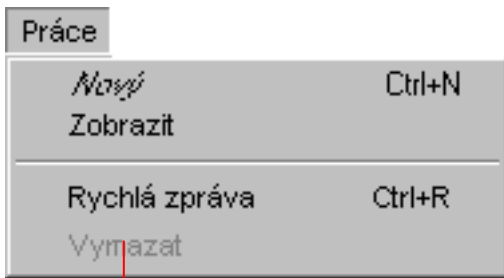 Práce
Nový Ctrl+N
Zobrazit
Rychlá zpráva Ctrl+R
Vymazat